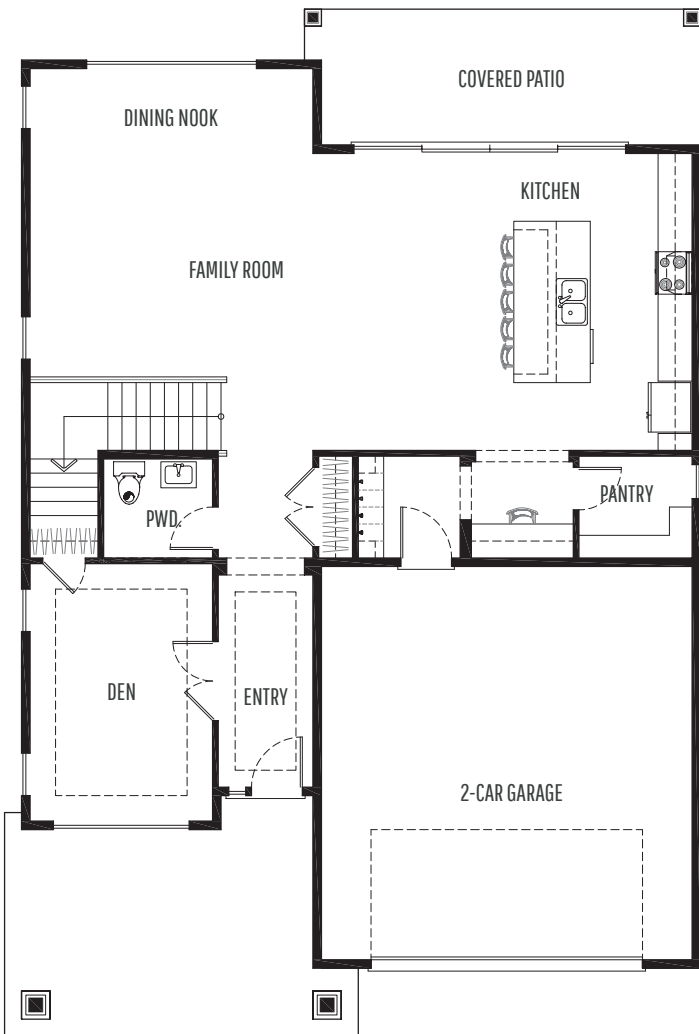 COVERED PATIO
DINING NOOK
KITCHEN
FAMILY ROOM
PANTRY
PWD.
DEN
ENTRY
2-CAR GARAGE